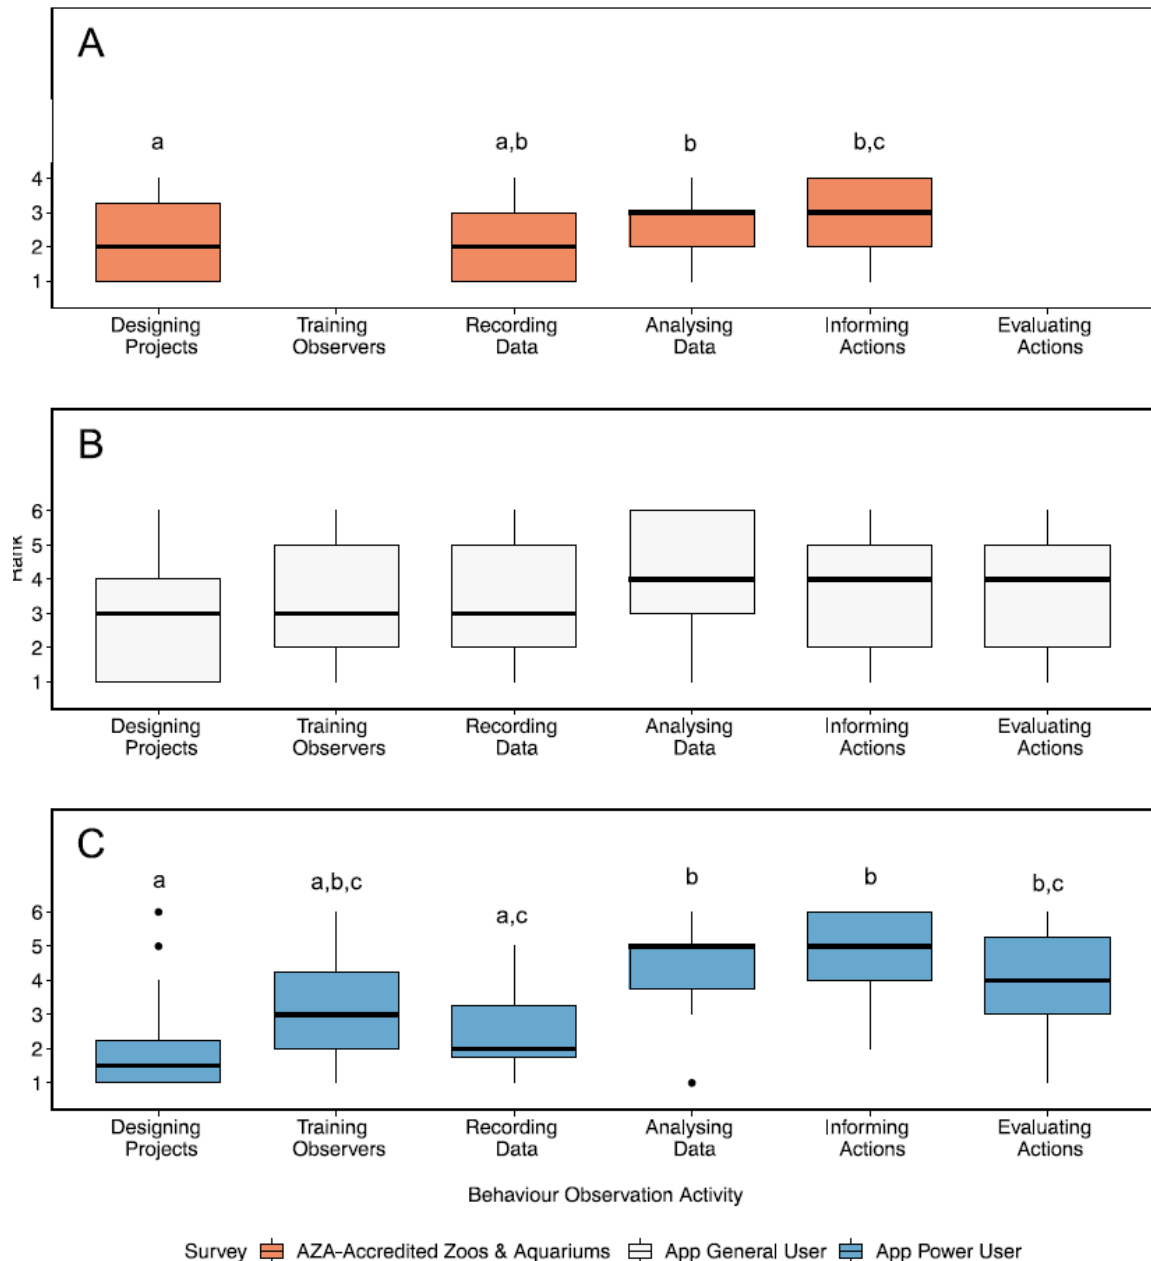 A
a a,b b b,c
4
3
2
1
Designing Training Recording Analysing Informing Evaluating
Projects Observers Data Data Actions Actions
B
6
5
4
3
2
1
Rank
Designing Training Recording Analysing Informing Evaluating
Projects Observers Data Data Actions Actions
C
a a,b,c a,c b b b,c
6
5
4
3
2
1
Designing Training Recording Analysing Informing Evaluating
Projects Observers Data Data Actions Actions
Behaviour Observation Activity
Survey AZA-Accredited Zoos & Aquariums App General User App Power User